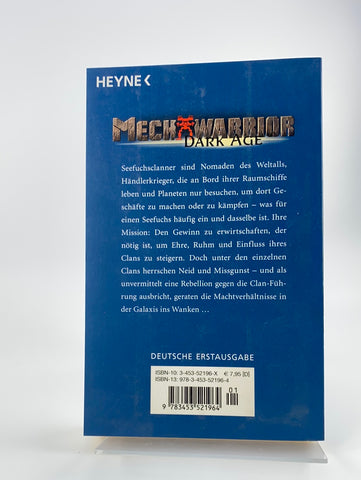 HEYNE
MECHWARRIOR
DARK AGE
Seefuchsclanner sind Nomaden des Weltalls,
Händlerkrieger, die an Bord ihrer Raumschiffe
leben und Planeten nur besuchen, um dort Ge-
schäfte zu machen oder zu kämpfen – was für
einen Seefuchs häufig ein und dasselbe ist. Ihre
Mission: Den Gewinn zu erwirtschaften, der
nötig ist, um Ehre, Ruhm und Einfluss ihres
Clans zu steigern. Doch unter den einzelnen
Clans herrschen Neid und Missgunst – und als
unvermittelt eine Rebellion gegen die Clan-Füh-
rung ausbricht, geraten die Machtverhältnisse in
der Galaxis ins Wanken ...
DEUTSCHE ERSTAUSGABE
ISBN-10: 3-453-52196-X € 7,95 [D]
ISBN-13: 978-3-453-52196-4
01
9 783453 521964